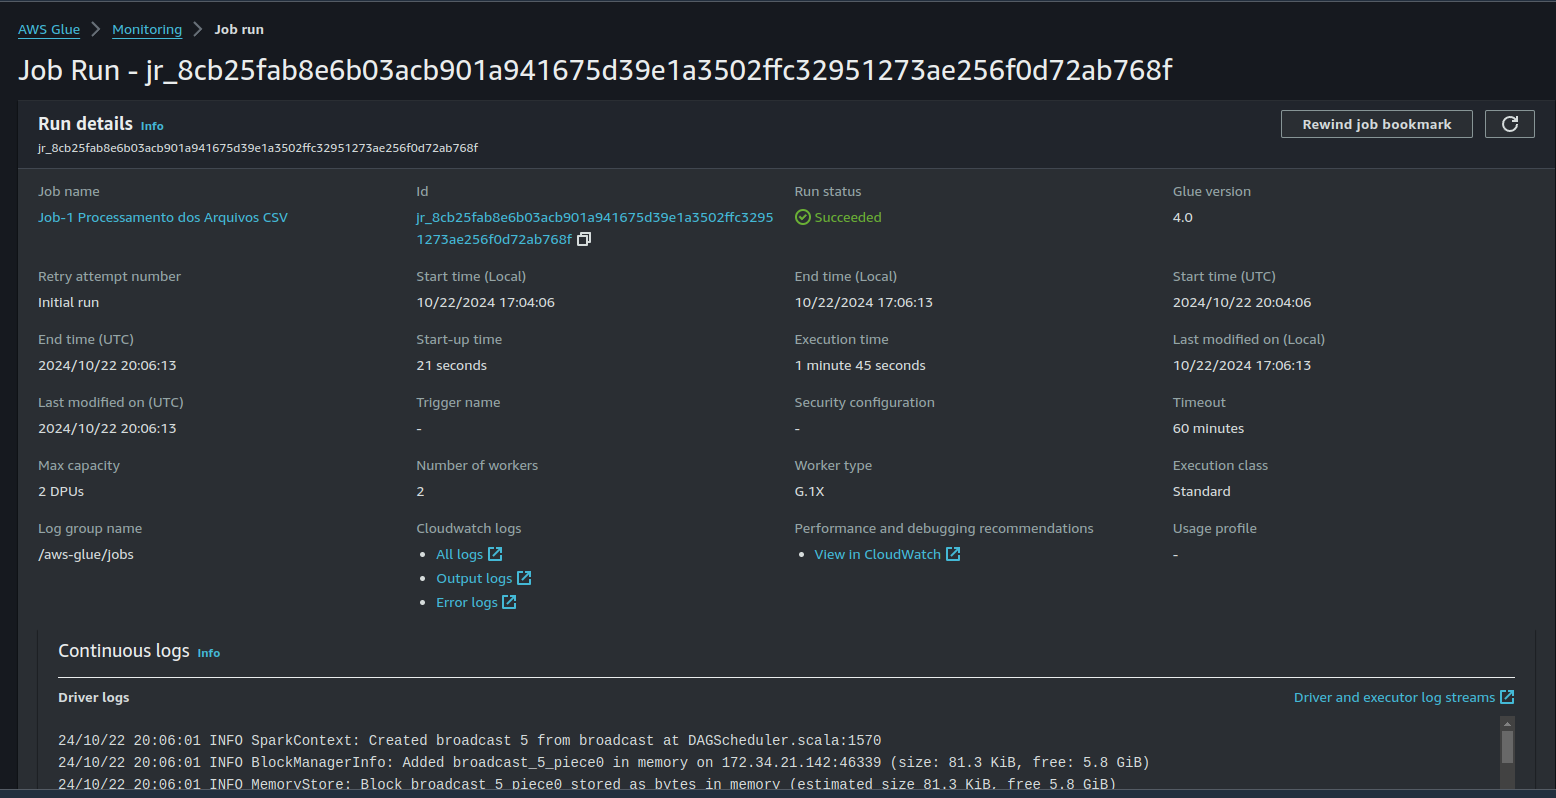 AWS Glue > Monitoring > Job run
Job Run - jr_8cb25fab8e6b03acb901a941675d39e1a3502ffc32951273ae256f0d72ab768f
Run details Info
Rewind job bookmark
jr_8cb25fab8e6b03acb901a941675d39e1a3502ffc32951273ae256f0d72ab768f
Job name
Job-1 Processamento dos Arquivos CSV
Id
jr_8cb25fab8e6b03acb901a941675d39e1a3502ffc3295
1273ae256f0d72ab768f
Run status
Succeeded
Glue version
4.0
Retry attempt number
Initial run
Start time (Local)
10/22/2024 17:04:06
End time (Local)
10/22/2024 17:06:13
Start time (UTC)
2024/10/22 20:04:06
End time (UTC)
2024/10/22 20:06:13
Start-up time
21 seconds
Execution time
1 minute 45 seconds
Last modified on (Local)
10/22/2024 17:06:13
Last modified on (UTC)
2024/10/22 20:06:13
Trigger name
-
Security configuration
-
Timeout
60 minutes
Max capacity
2 DPUs
Number of workers
2
Worker type
G.1X
Execution class
Standard
Log group name
/aws-glue/jobs
Cloudwatch logs
• All logs
• Output logs
• Error logs
Performance and debugging recommendations
• View in CloudWatch
Usage profile
-
Continuous logs Info
Driver logs
Driver and executor log streams
24/10/22 20:06:01 INFO SparkContext: Created broadcast 5 from broadcast at DAGScheduler.scala:1570
24/10/22 20:06:01 INFO BlockManagerInfo: Added broadcast_5_piece0 in memory on 172.34.21.142:46339 (size: 81.3 KiB, free: 5.8 GiB)
24/10/22 20:06:01 INFO MemoryStore: Block broadcast_5_piece0 stored as bytes in memory (estimated size 81.3 KiB, free 5.8 GiB)